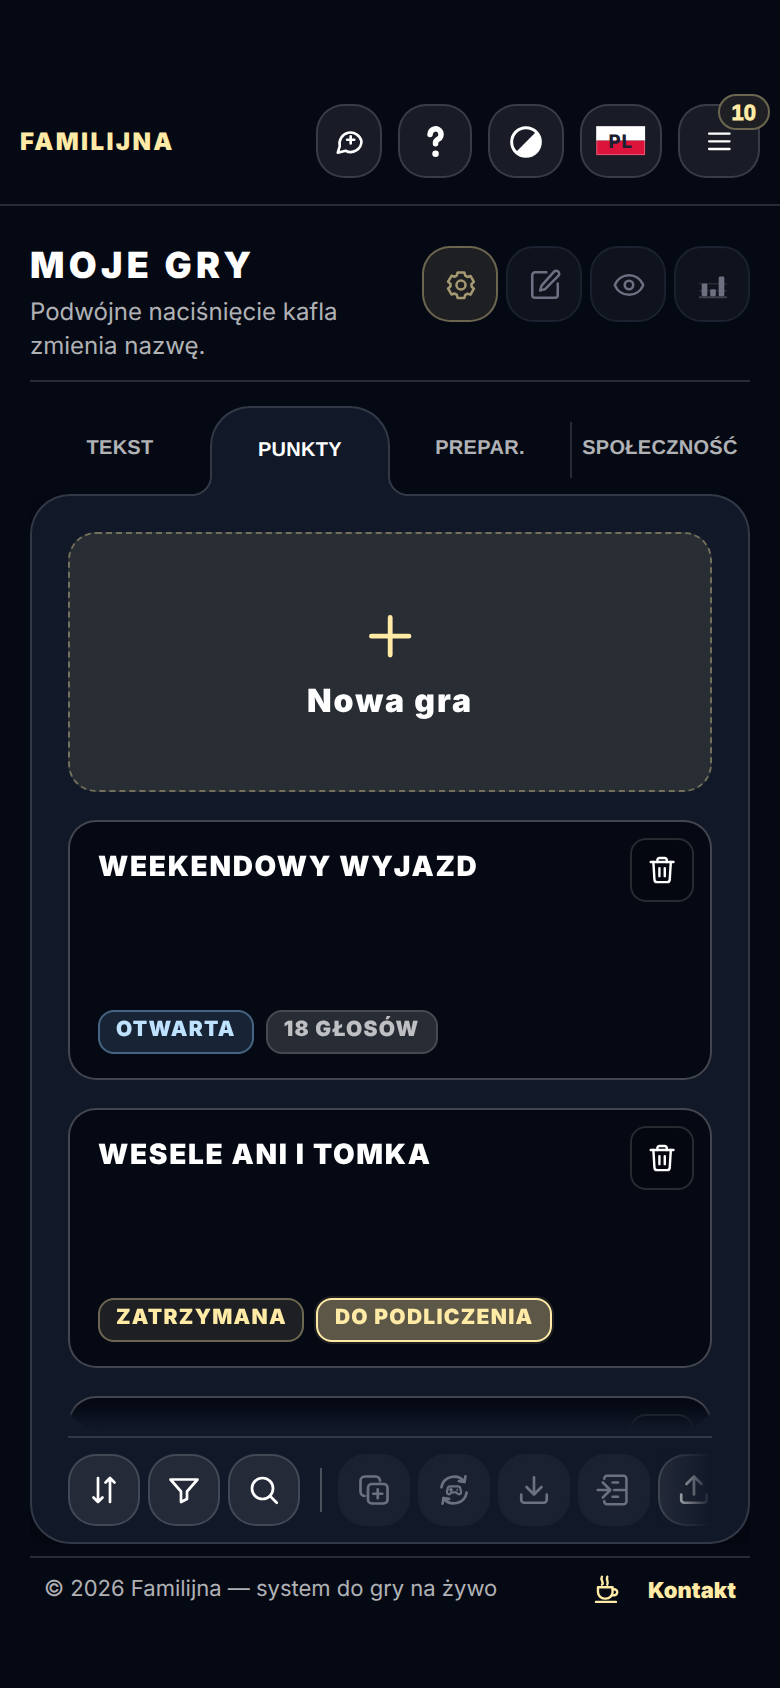 FAMILIJNA
?
PL
10
MOJE GRY
Podwójne naciśnięcie kafla
zmienia nazwę.
TEKST
PUNKTY
PREPAR.
SPOŁECZNOŚĆ
Nowa gra
WEEKENDOWY WYJAZD
OTWARTA
18 GŁOSÓW
WESELE ANI I TOMKA
ZATRZYMANA
DO PODLICZENIA
© 2026 Familijna — system do gry na żywo
Kontakt